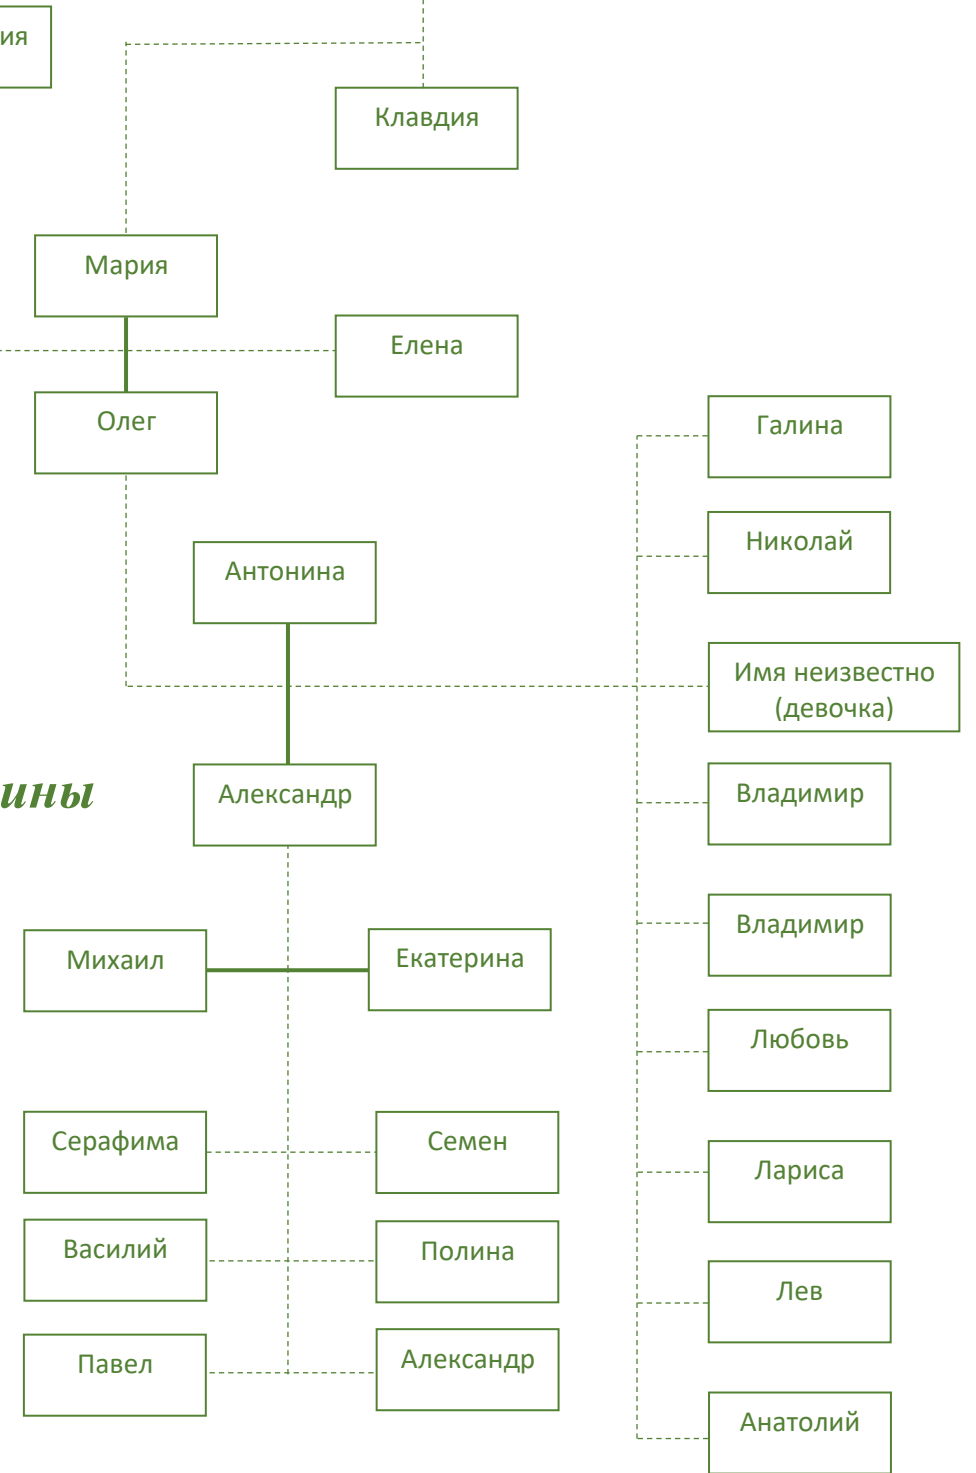 ия
Клавдия
Мария
Елена
Олег
Галина
Николай
Антонина
Имя неизвестно
(девочка)
Александр
ины
Владимир
Владимир
Михаил
Екатерина
Любовь
Серафима
Семен
Лариса
Василий
Полина
Лев
Павел
Александр
Анатолий